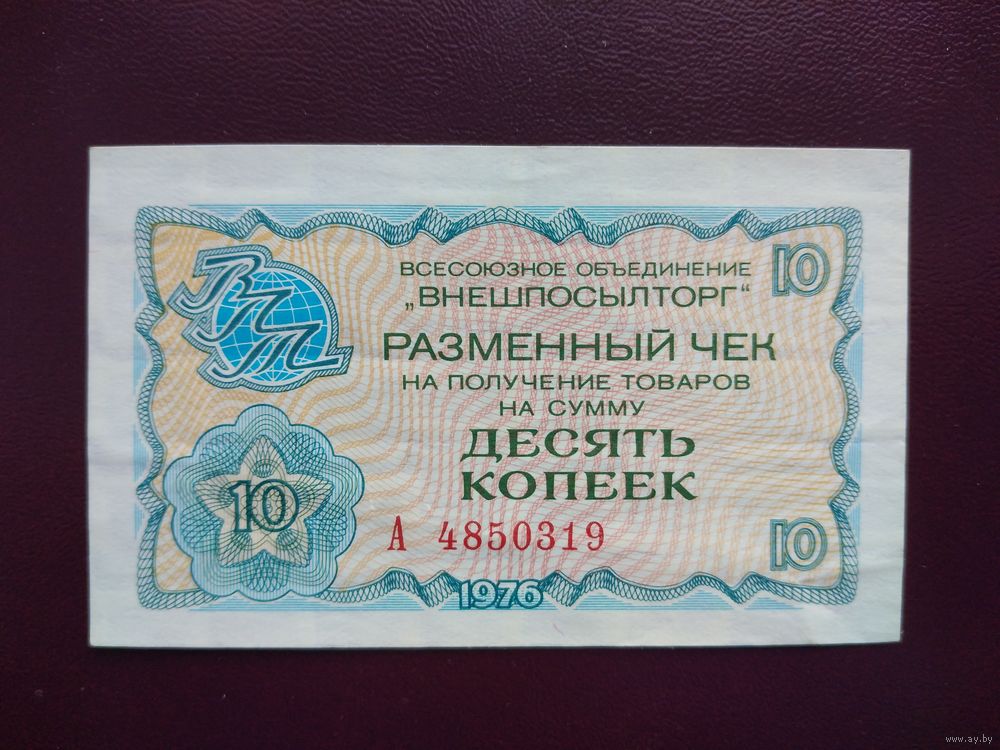 ВПТ
ВСЕСОЮЗНОЕ ОБЪЕДИНЕНИЕ
„ВНЕШПОСЫЛТОРГ“
10
РАЗМЕННЫЙ ЧЕК
НА ПОЛУЧЕНИЕ ТОВАРОВ
НА СУММУ
ДЕСЯТЬ
КОПЕЕК
10
А 4850319
10
1976
www.ay.by